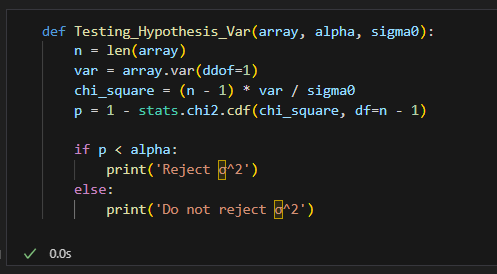 def Testing_Hypothesis_Var(array, alpha, sigma0):
    n = len(array)
    var = array.var(ddof=1)
    chi_square = (n - 1) * var / sigma0
    p = 1 - stats.chi2.cdf(chi_square, df=n - 1)

    if p < alpha:
        print('Reject σ^2')
    else:
        print('Do not reject σ^2')
✓ 0.0s